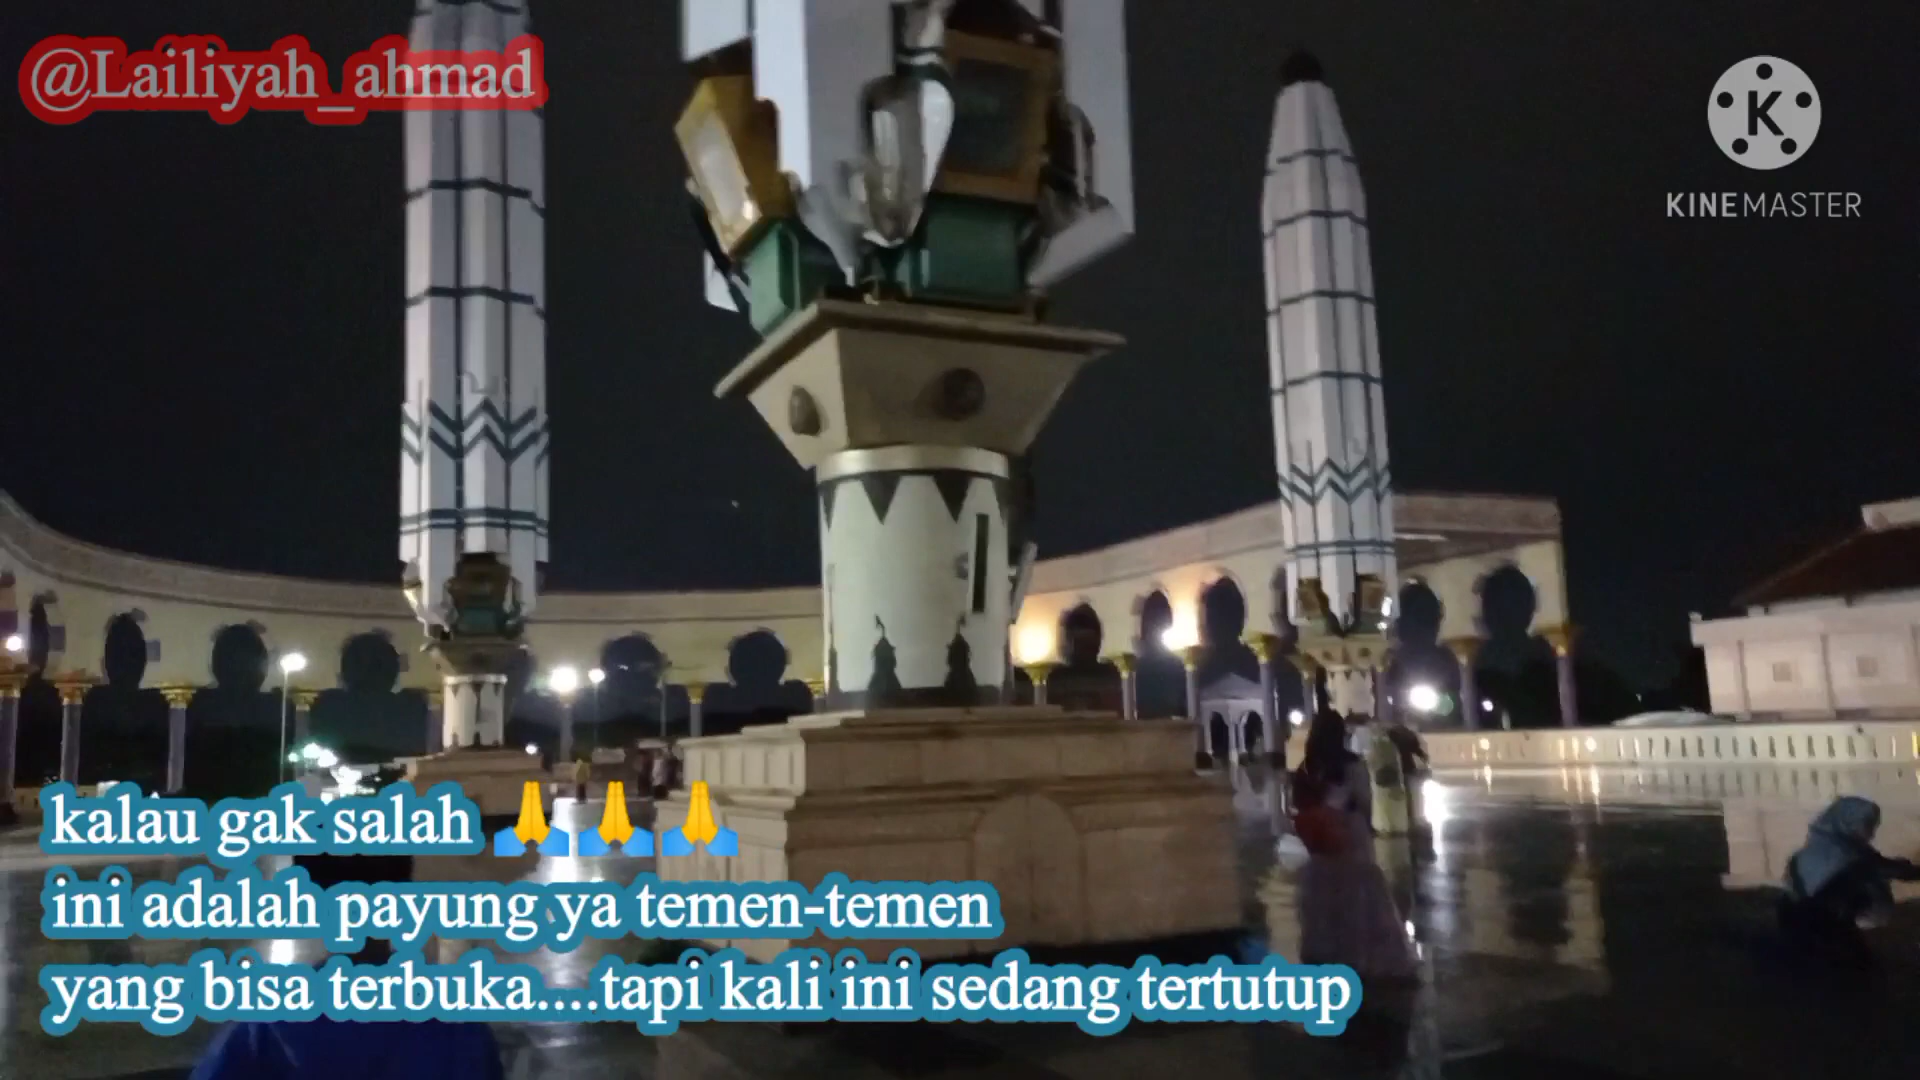 @Lailiyah_ahmad
K
KINEMASTER
kalau gak salah 🙏🙏🙏
ini adalah payung ya temen-temen
yang bisa terbuka....tapi kali ini sedang tertutup